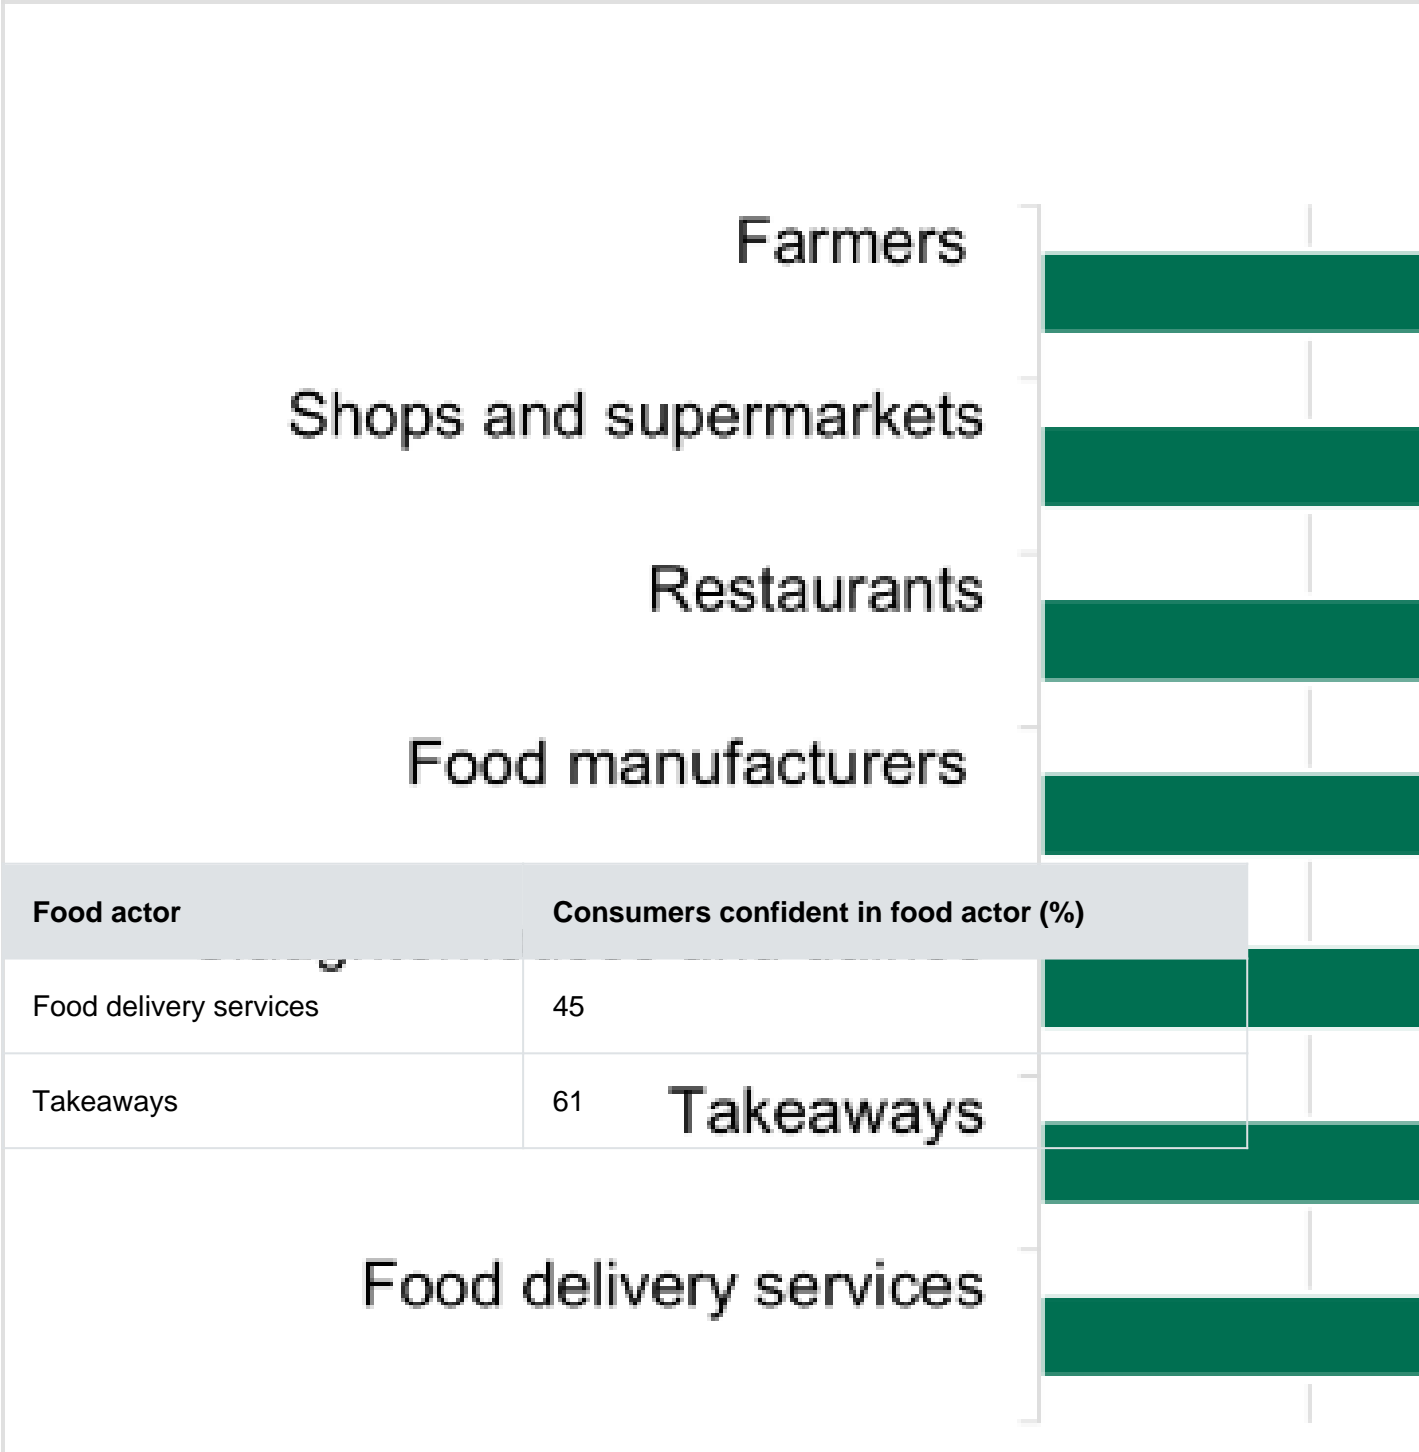 Farmers
Shops and supermarkets
Restaurants
Food manufacturers
Food actor Consumers confident in food actor (%)
Food delivery services 45
Takeaways 61
Takeaways
Food delivery services